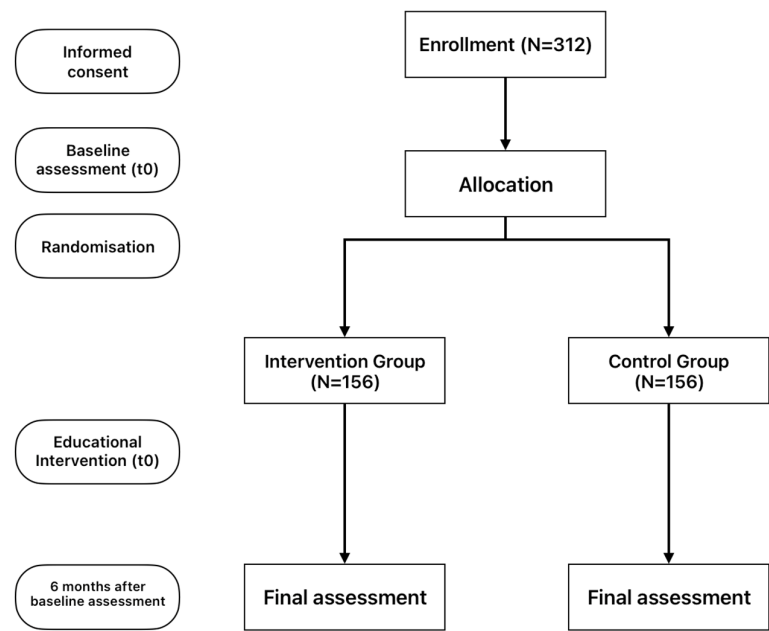 Informed
consent
Enrollment (N=312)
Baseline
assessment (t0)
Allocation
Randomisation
Intervention Group
(N=156)
Control Group
(N=156)
Educational
Intervention (t0)
6 months after
baseline assessment
Final assessment
Final assessment